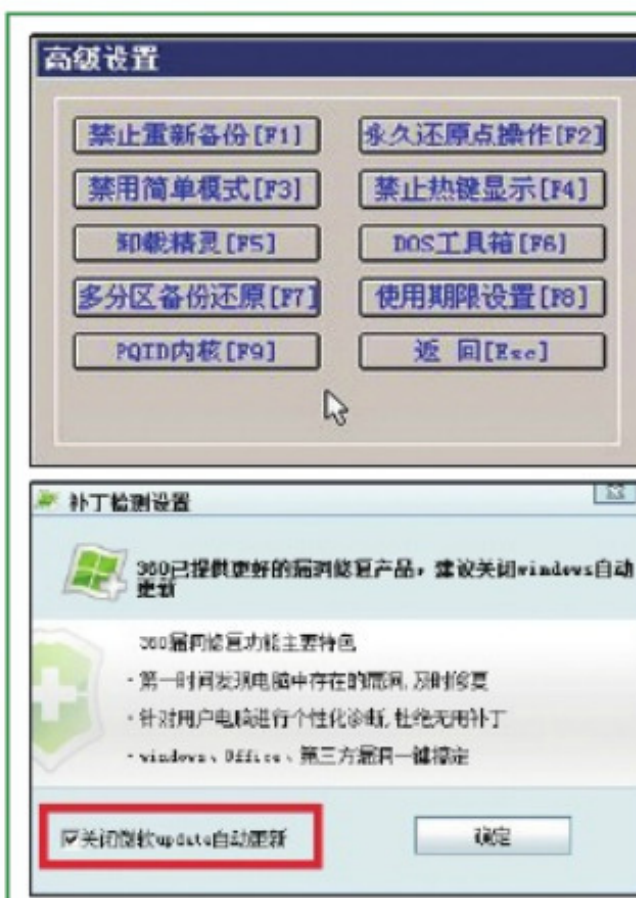 高级设置
禁止重新备份[F1] 永久还原点操作[F2]
禁用简单模式[F3] 禁止热键显示[F4]
卸载精灵[F5] DOS工具箱[F6]
多分区备份还原[F7] 使用期限设置[F8]
PQTD内核[F9] 返 回[Esc]
补丁检测设置
360已提供更好的漏洞修复产品，建议关闭windows自动
更新
360漏洞修复功能主要特色
·第一时间发现电脑中存在的漏洞,及时修复
·针对用户电脑进行个性化诊断,杜绝无用补丁
·windows、Office、第三方漏洞一键搞定
关闭微软update自动更新
确定